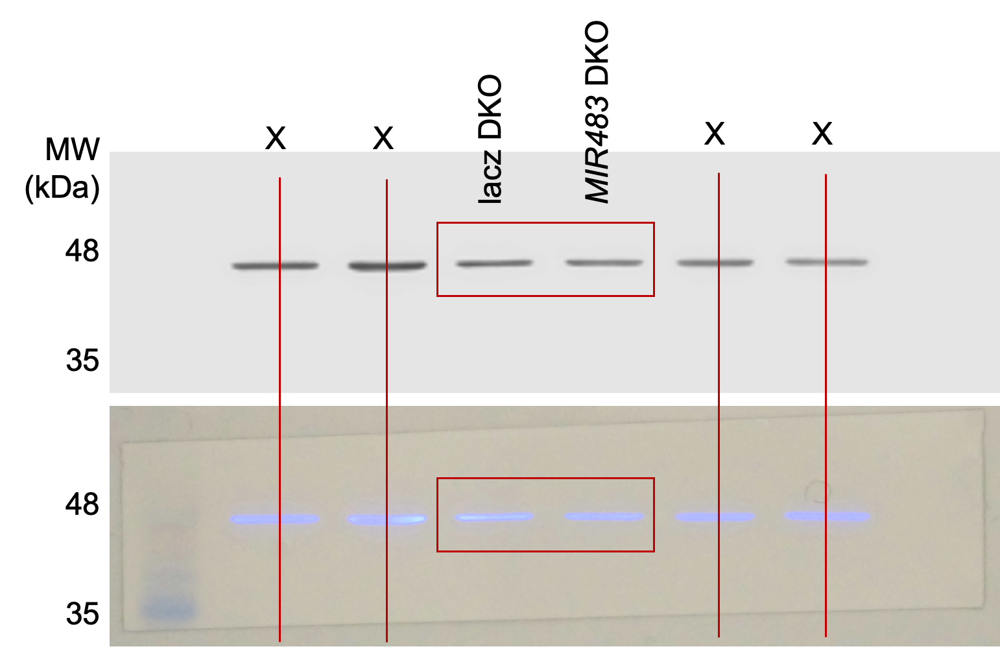 lacz DKO
MIR483 DKO
X
X
X
X
MW
(kDa)
48
35
48
35